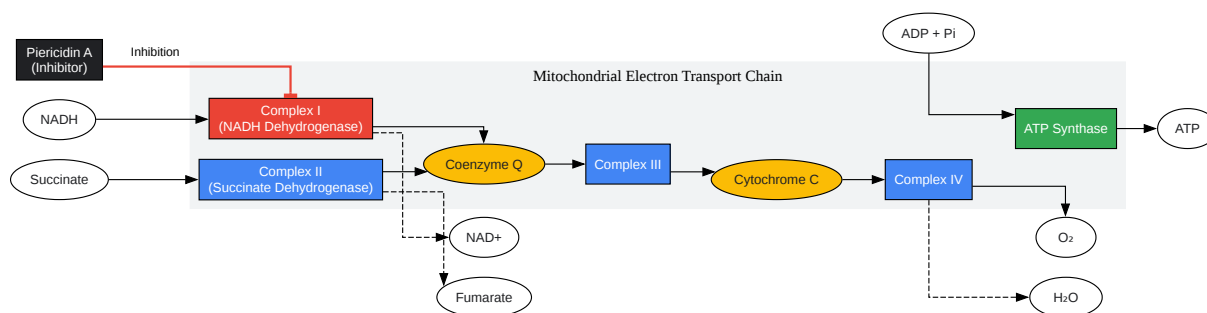 ADP + Pi
Piericidin A
(Inhibitor)
Inhibition
Mitochondrial Electron Transport Chain
NADH
Complex I
(NADH Dehydrogenase)
ATP Synthase
ATP
Succinate
Complex II
(Succinate Dehydrogenase)
Coenzyme Q
Complex III
Cytochrome C
Complex IV
NAD+
O₂
Fumarate
H₂O